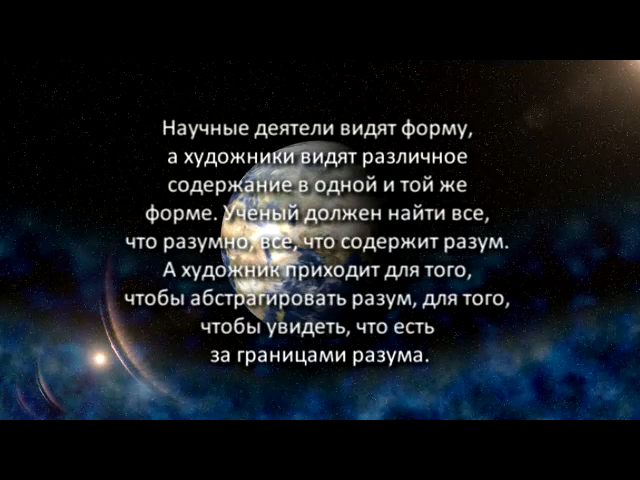 Научные деятели видят форму,
а художники видят различное
содержание в одной и той же
форме. Ученый должен найти все,
что разумно, все, что содержит разум.
А художник приходит для того,
чтобы абстрагировать разум, для того,
чтобы увидеть, что есть
за границами разума.